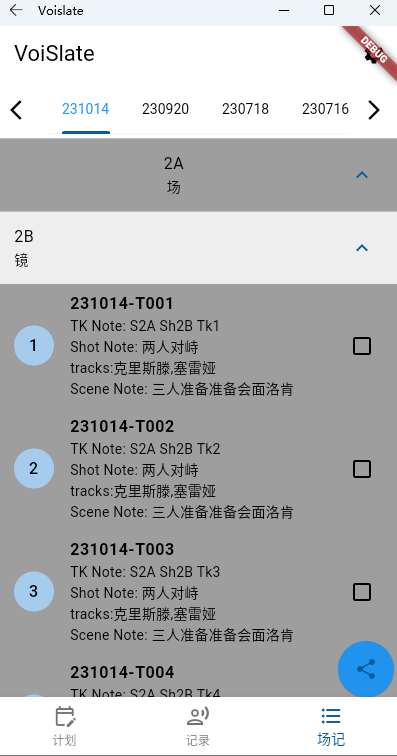 Voislate
VoiSlate
DEBUG
231014 230920 230718 230716
2A
场
2B
镜
231014-T001
TK Note: S2A Sh2B Tk1
1
Shot Note: 两人对峙
tracks:克里斯滕,塞雷娅
Scene Note: 三人准备准备会面洛肯
231014-T002
TK Note: S2A Sh2B Tk2
2
Shot Note: 两人对峙
tracks:克里斯滕,塞雷娅
Scene Note: 三人准备准备会面洛肯
231014-T003
TK Note: S2A Sh2B Tk3
3
Shot Note: 两人对峙
tracks:克里斯滕,塞雷娅
Scene Note: 三人准备准备会面洛肯
231014-T004
TK Note: S2A Sh2B Tk4
计划 记录 场记